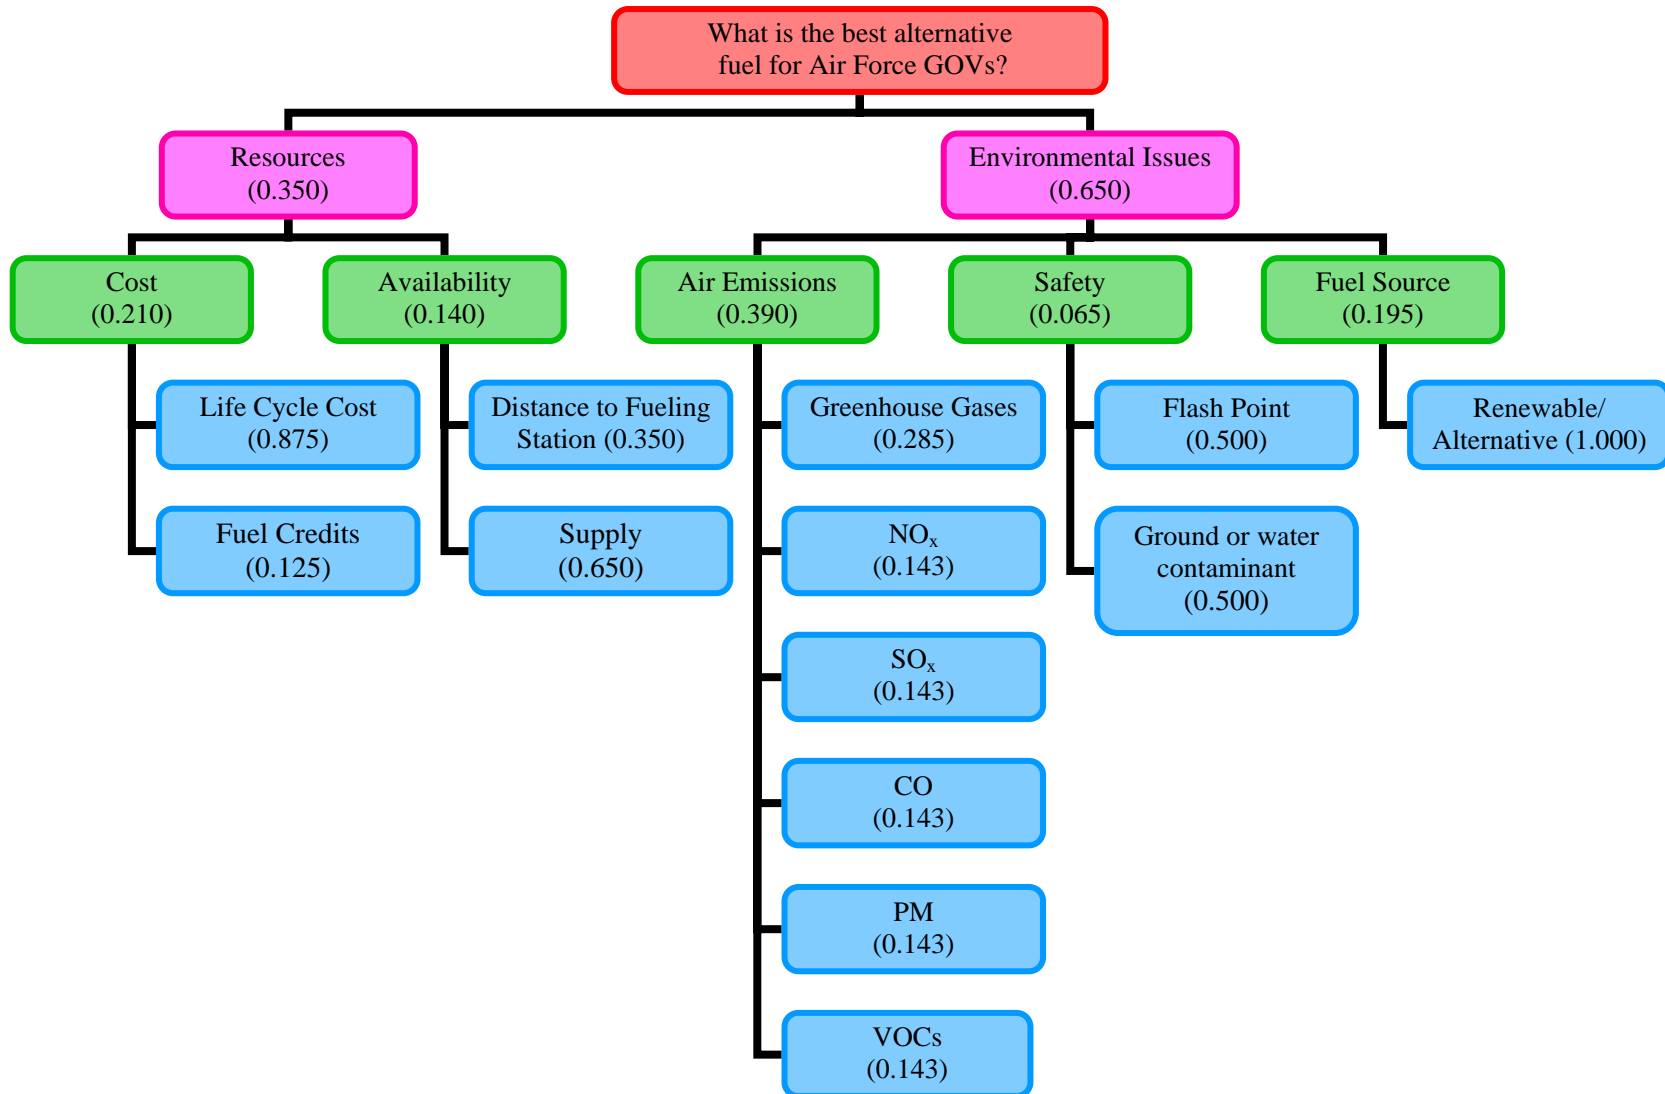 What is the best alternative
fuel for Air Force GOVs?
Resources
(0.350)
Environmental Issues
(0.650)
Cost
(0.210)
Availability
(0.140)
Air Emissions
(0.390)
Safety
(0.065)
Fuel Source
(0.195)
Life Cycle Cost
(0.875)
Distance to Fueling
Station (0.350)
Greenhouse Gases
(0.285)
Flash Point
(0.500)
Renewable/
Alternative (1.000)
Fuel Credits
(0.125)
Supply
(0.650)
NOx
(0.143)
Ground or water
contaminant
(0.500)
SOx
(0.143)
CO
(0.143)
PM
(0.143)
VOCs
(0.143)